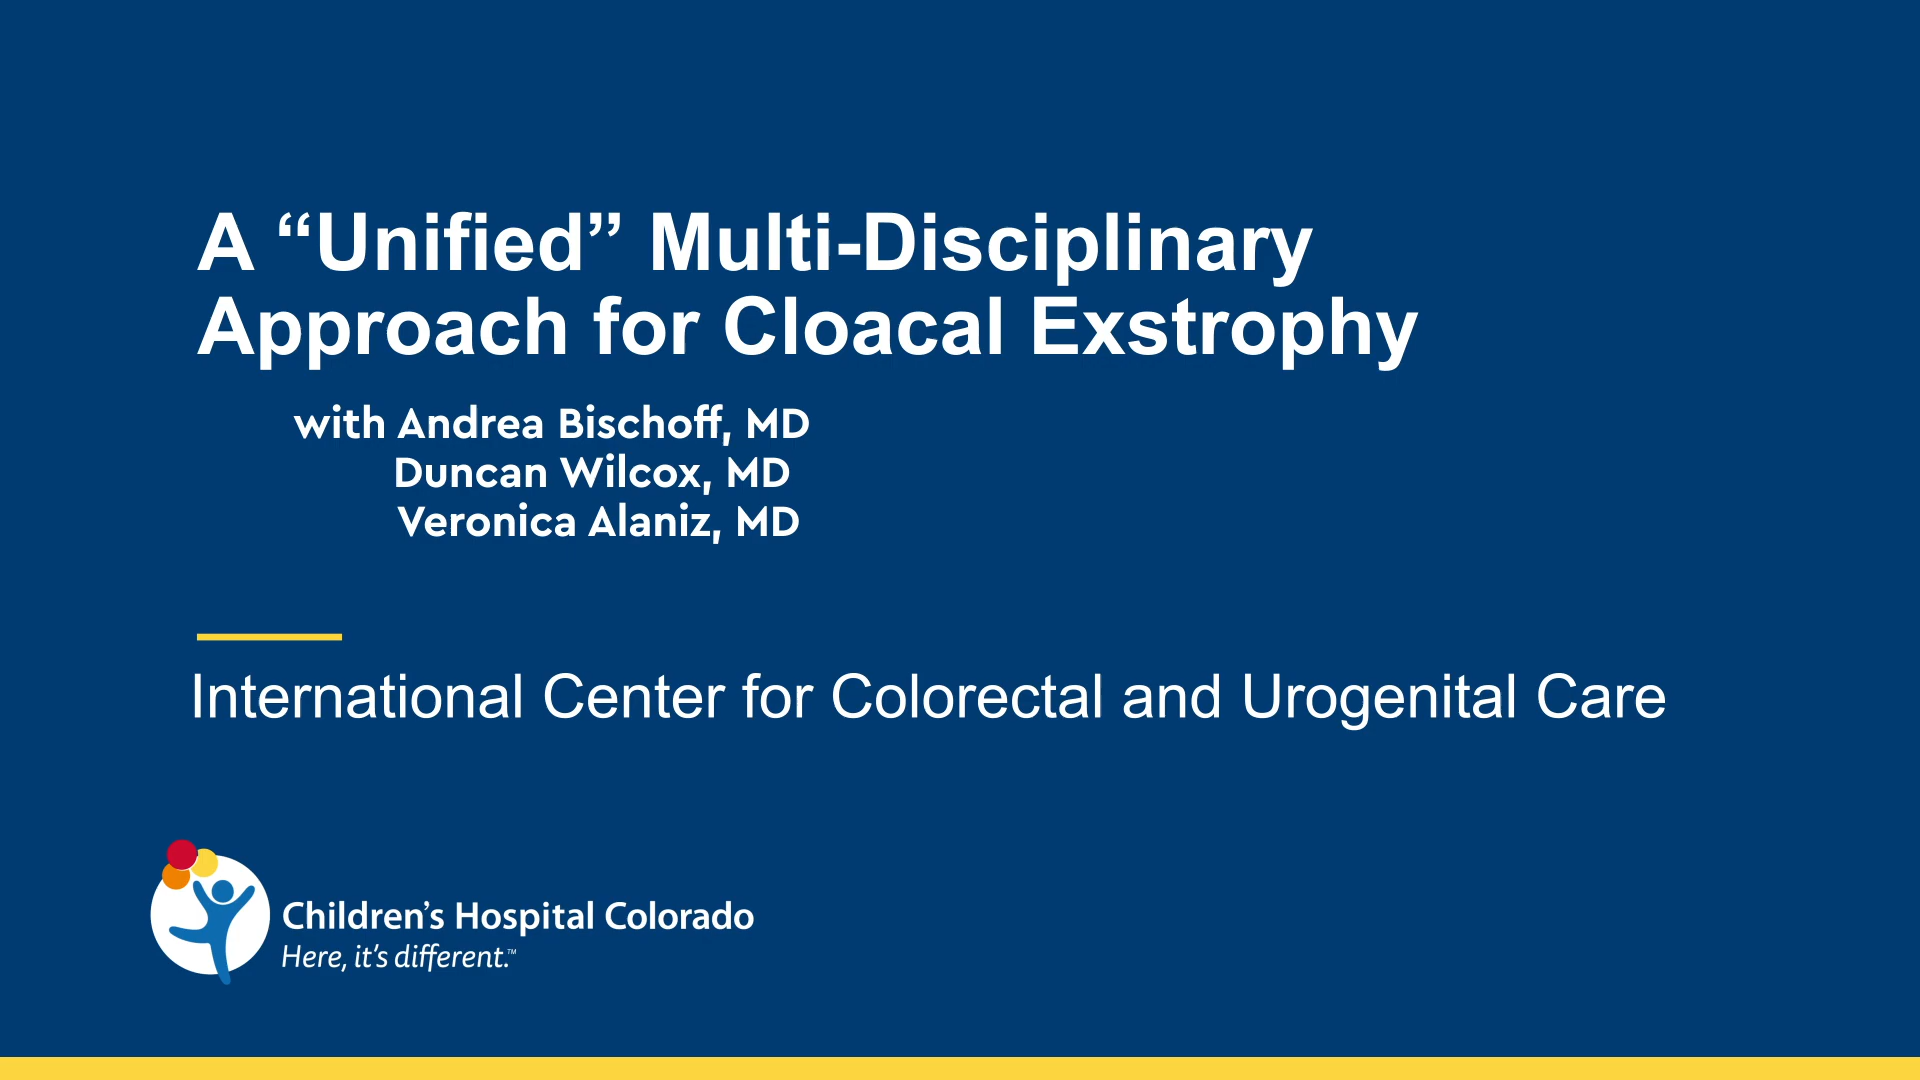 A “Unified” Multi-Disciplinary
Approach for Cloacal Exstrophy
with Andrea Bischoff, MD
Duncan Wilcox, MD
Veronica Alaniz, MD
International Center for Colorectal and Urogenital Care
Children’s Hospital Colorado
Here, it’s different.™